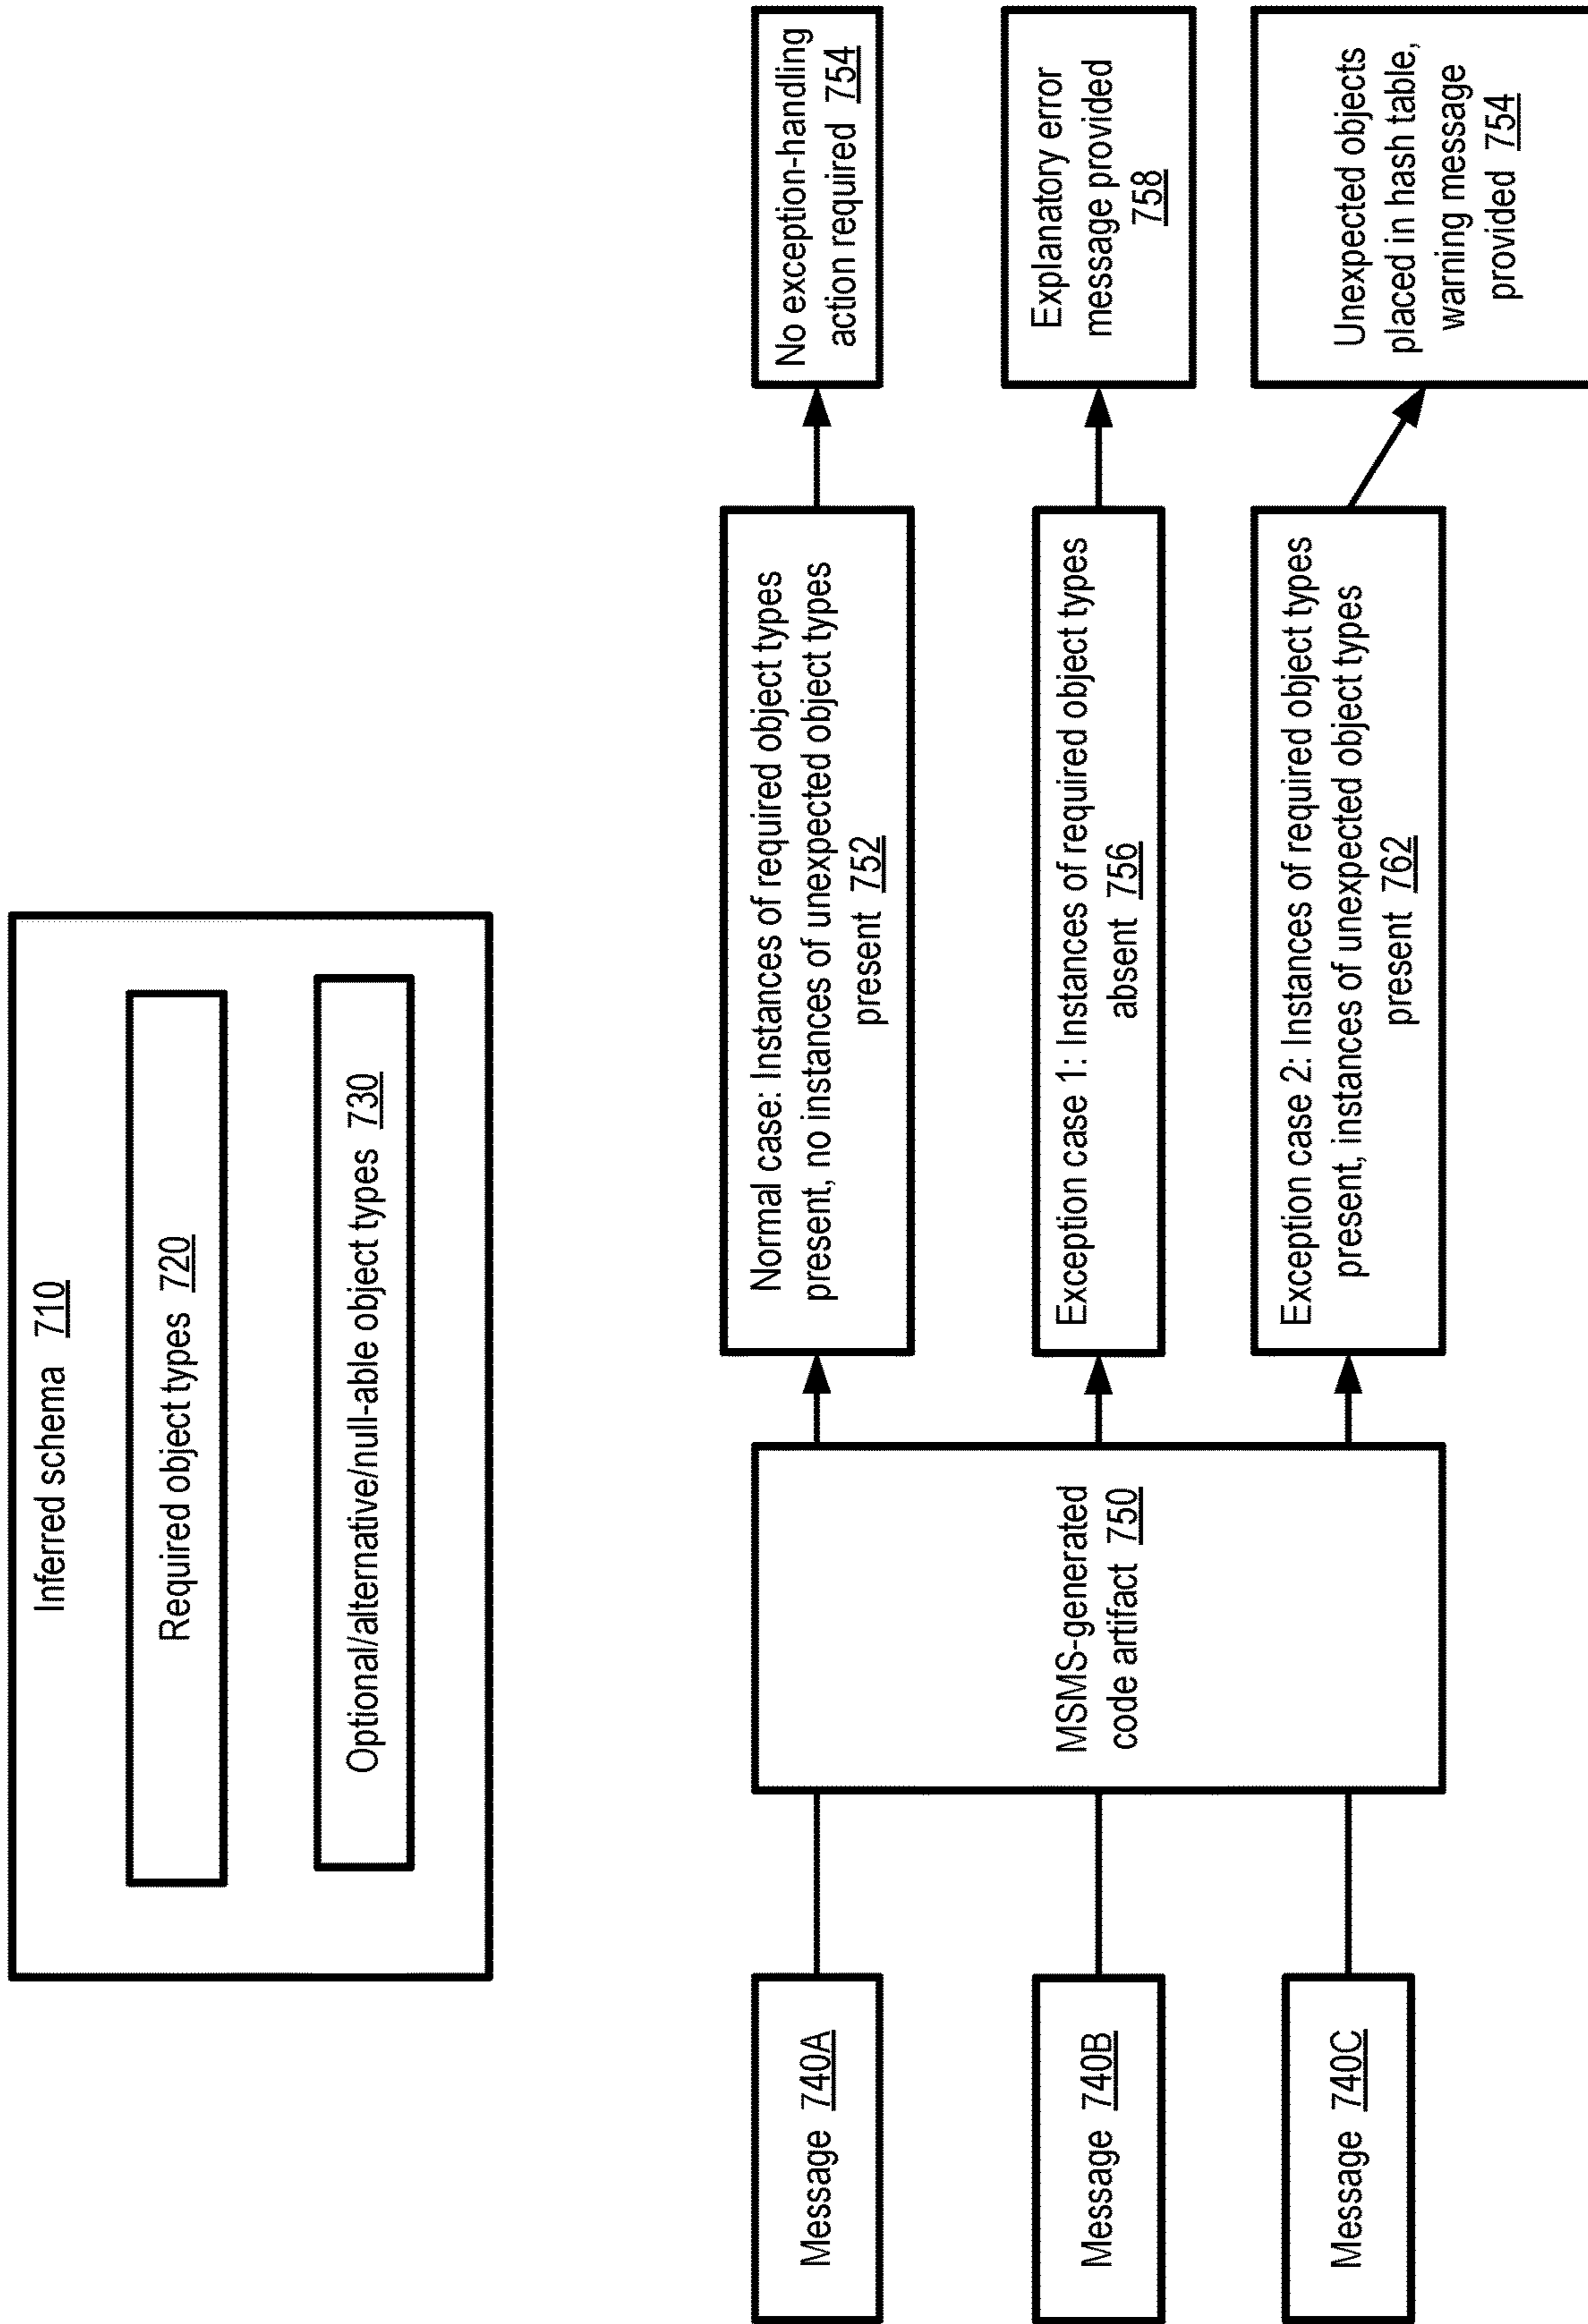 Inferred schema 710
Required object types 720
Optional/alternative/null-able object types 730
Message 740A
Message 740B
Message 740C
MSMS-generated
code artifact 750
Normal case: Instances of required object types
present, no instances of unexpected object types
present 752
No exception-handling
action required 754
Exception case 1: Instances of required object types
absent 756
Explanatory error
message provided
758
Exception case 2: Instances of required object types
present, instances of unexpected object types
present 762
Unexpected objects
placed in hash table,
warning message
provided 754